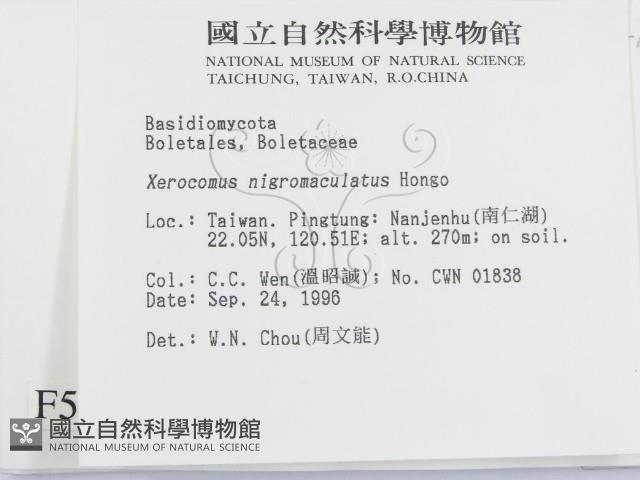 國立自然科學博物館
NATIONAL MUSEUM OF NATURAL SCIENCE
TAICHUNG, TAIWAN, R.O.CHINA
Basidiomycota
Boletales, Boletaceae
Xerocomus nigromaculatus Hongo
Loc.: Taiwan. Pingtung: Nanjenhu(南仁湖)
22.05N, 120.51E; alt. 270m; on soil.
Col.: C.C. Wen(溫昭誠); No. CWN 01838
Date: Sep. 24, 1996
Det.: W.N. Chou(周文能)
F5
國立自然科學博物館
NATIONAL MUSEUM OF NATURAL SCIENCE